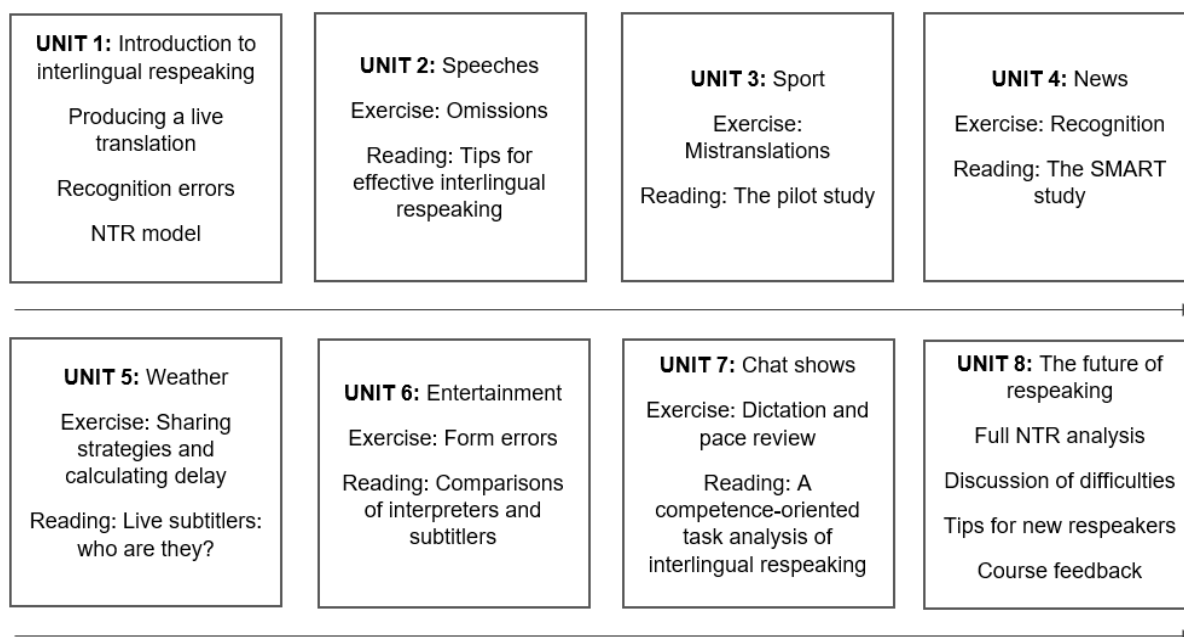 UNIT 1: Introduction to
interlingual respeaking
Producing a live
translation
Recognition errors
NTR model
UNIT 2: Speeches
Exercise: Omissions
Reading: Tips for
effective interlingual
respeaking
UNIT 3: Sport
Exercise:
Mistranslations
Reading: The pilot study
UNIT 4: News
Exercise: Recognition
Reading: The SMART
study
UNIT 5: Weather
Exercise: Sharing
strategies and
calculating delay
Reading: Live subtitlers:
who are they?
UNIT 6: Entertainment
Exercise: Form errors
Reading: Comparisons
of interpreters and
subtitlers
UNIT 7: Chat shows
Exercise: Dictation and
pace review
Reading: A
competence-oriented
task analysis of
interlingual respeaking
UNIT 8: The future of
respeaking
Full NTR analysis
Discussion of difficulties
Tips for new respeakers
Course feedback